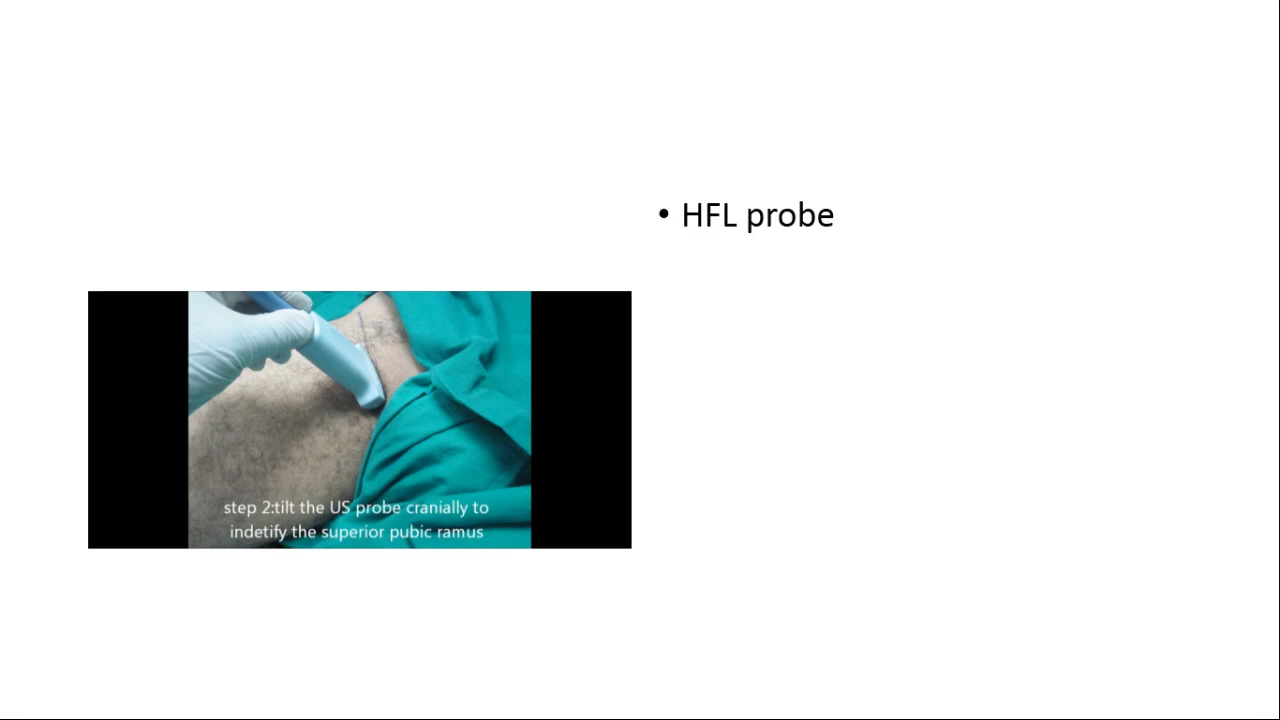 • HFL probe
step 2:tilt the US probe cranially to
indetify the superior pubic ramus